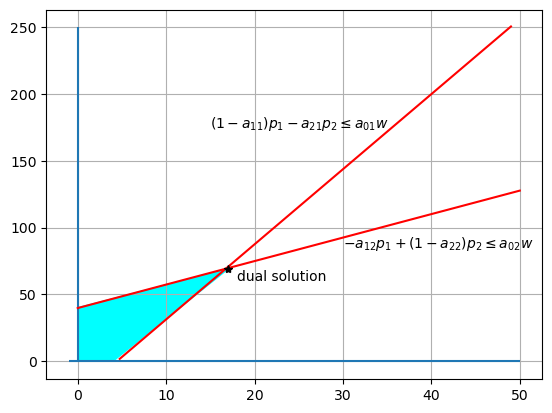 250
200
150
100
50
0
(1 − a₁₁)p₁ − a₂₁p₂ ≤ a₀₁w
−a₁₂p₁ + (1 − a₂₂)p₂ ≤ a₀₂w
dual solution
0 10 20 30 40 50